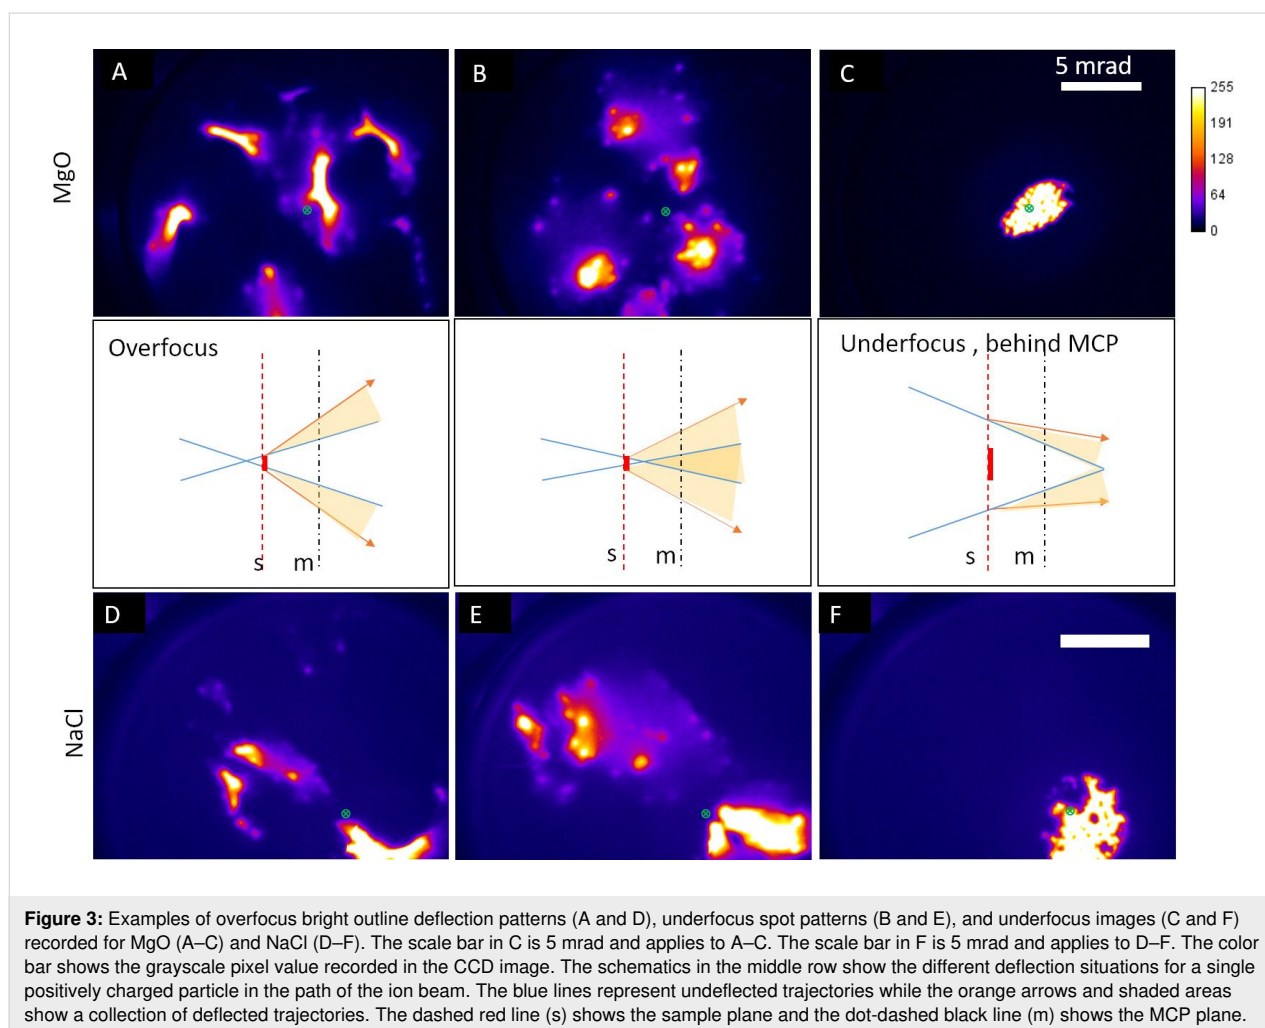 A
B
C
5 mrad
255
191
128
64
0
MgO
Overfocus
s
m
s
m
Underfocus , behind MCP
s
m
D
E
F
NaCl
Figure 3: Examples of overfocus bright outline deflection patterns (A and D), underfocus spot patterns (B and E), and underfocus images (C and F)
recorded for MgO (A–C) and NaCl (D–F). The scale bar in C is 5 mrad and applies to A–C. The scale bar in F is 5 mrad and applies to D–F. The color
bar shows the grayscale pixel value recorded in the CCD image. The schematics in the middle row show the different deflection situations for a single
positively charged particle in the path of the ion beam. The blue lines represent undeflected trajectories while the orange arrows and shaded areas
show a collection of deflected trajectories. The dashed red line (s) shows the sample plane and the dot-dashed black line (m) shows the MCP plane.